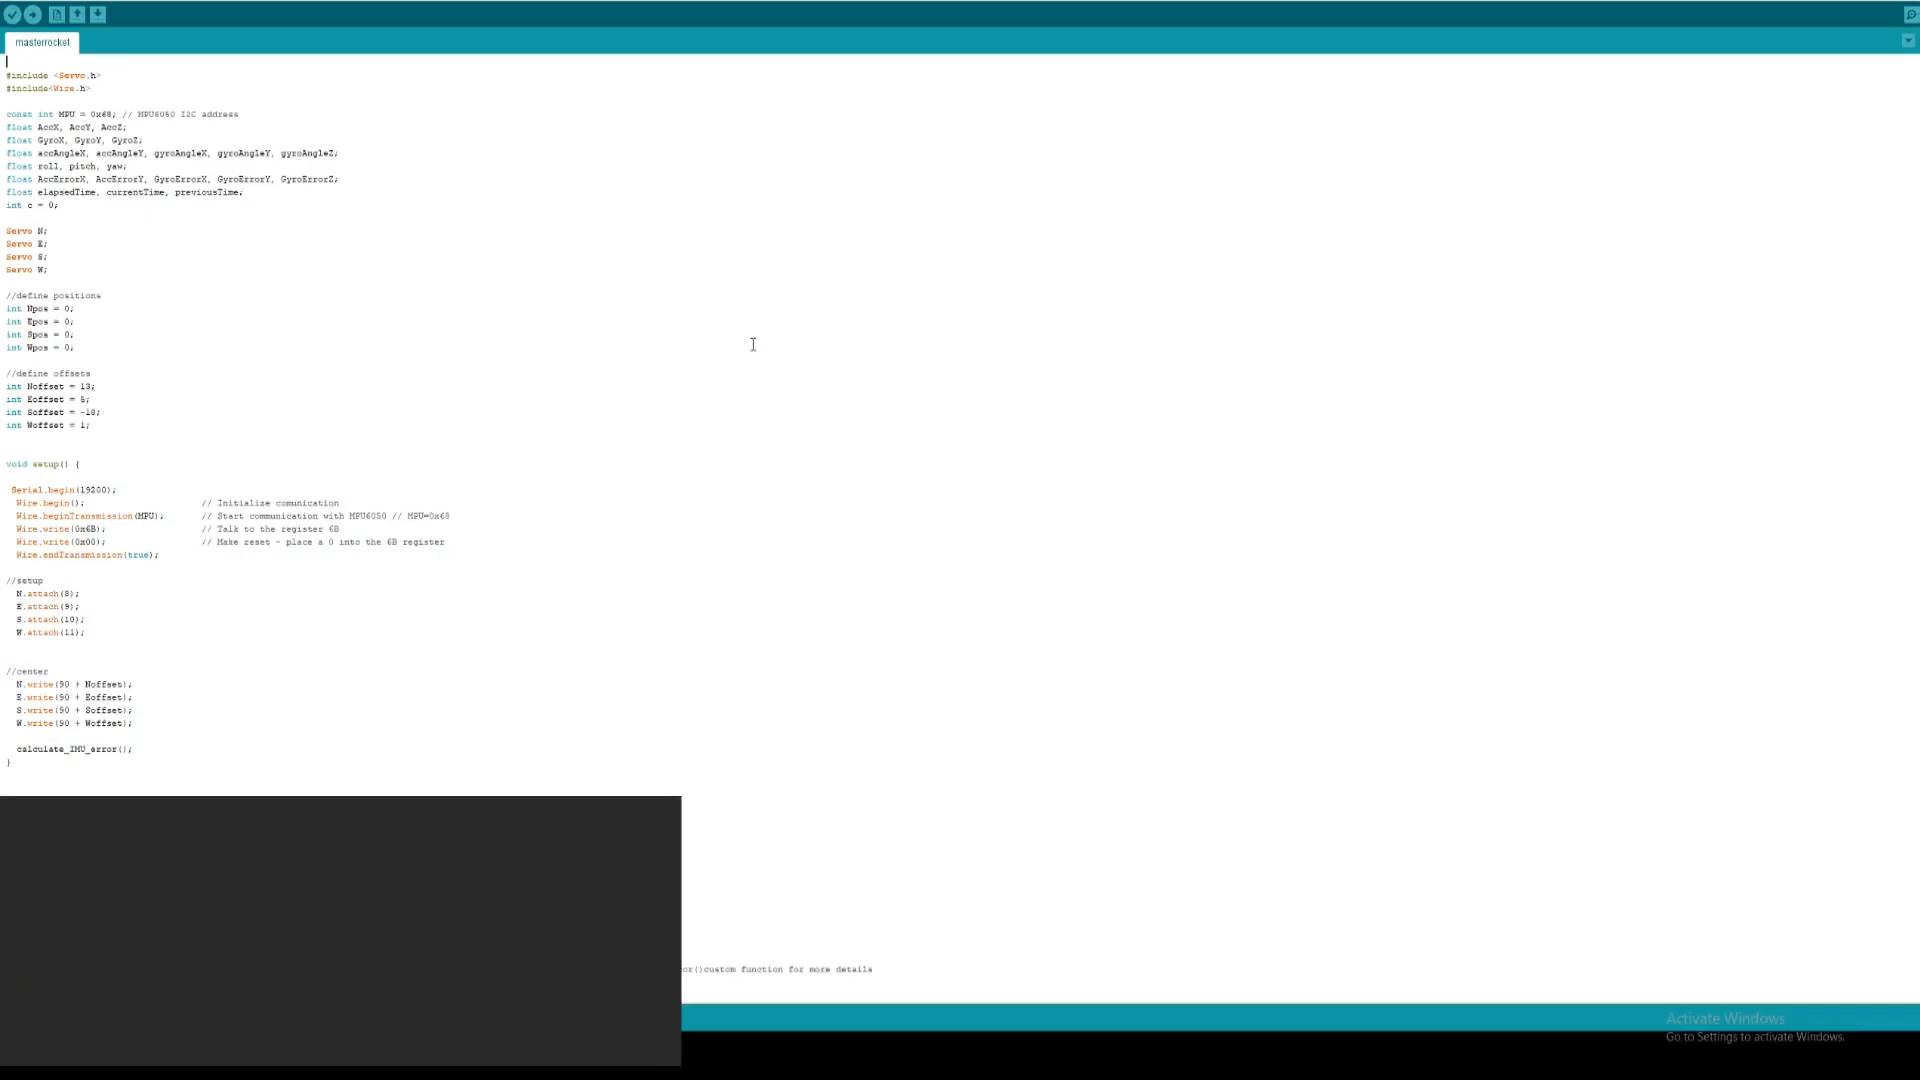 masterrocket
#include <Servo.h>
#include<Wire.h>
const int MPU = 0x68; // MPU6050 I2C address
float AccX, AccY, AccZ;
float GyroX, GyroY, GyroZ;
float accAngleX, accAngleY, gyroAngleX, gyroAngleY, gyroAngleZ;
float roll, pitch, yaw;
float AccErrorX, AccErrorY, GyroErrorX, GyroErrorY, GyroErrorZ;
float elapsedTime, currentTime, previousTime;
int c = 0;
Servo N;
Servo E;
Servo S;
Servo W;
//define positions
int Npos = 0;
int Epos = 0;
int Spos = 0;
int Wpos = 0;
//define offsets
int Noffset = 13;
int Eoffset = 5;
int Soffset = -18;
int Woffset = 1;
void setup() {
Serial.begin(19200);
Wire.begin(); // Initialize comunication
Wire.beginTransmission(MPU); // Start communication with MPU6050 // MPU=0x68
Wire.write(0x6B); // Talk to the register 6B
Wire.write(0x00); // Make reset - place a 0 into the 6B register
Wire.endTransmission(true);
//setup
N.attach(8);
E.attach(9);
S.attach(10);
W.attach(11);
//center
N.write(90 + Noffset);
E.write(90 + Eoffset);
S.write(90 + Soffset);
W.write(90 + Woffset);
calculate_IMU_error();
}
or()custom function for more details
Activate Windows
Go to Settings to activate Windows.